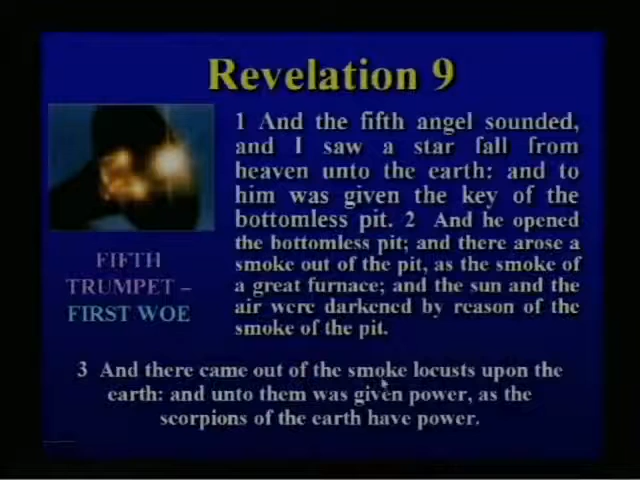 Revelation 9
1 And the fifth angel sounded,
and I saw a star fall from
heaven unto the earth: and to
him was given the key of the
bottomless pit. 2 And he opened
the bottomless pit; and there arose a
smoke out of the pit, as the smoke of
a great furnace; and the sun and the
air were darkened by reason of the
smoke of the pit.
FIFTH
TRUMPET –
FIRST WOE
3 And there came out of the smoke locusts upon the
earth: and unto them was given power, as the
scorpions of the earth have power.